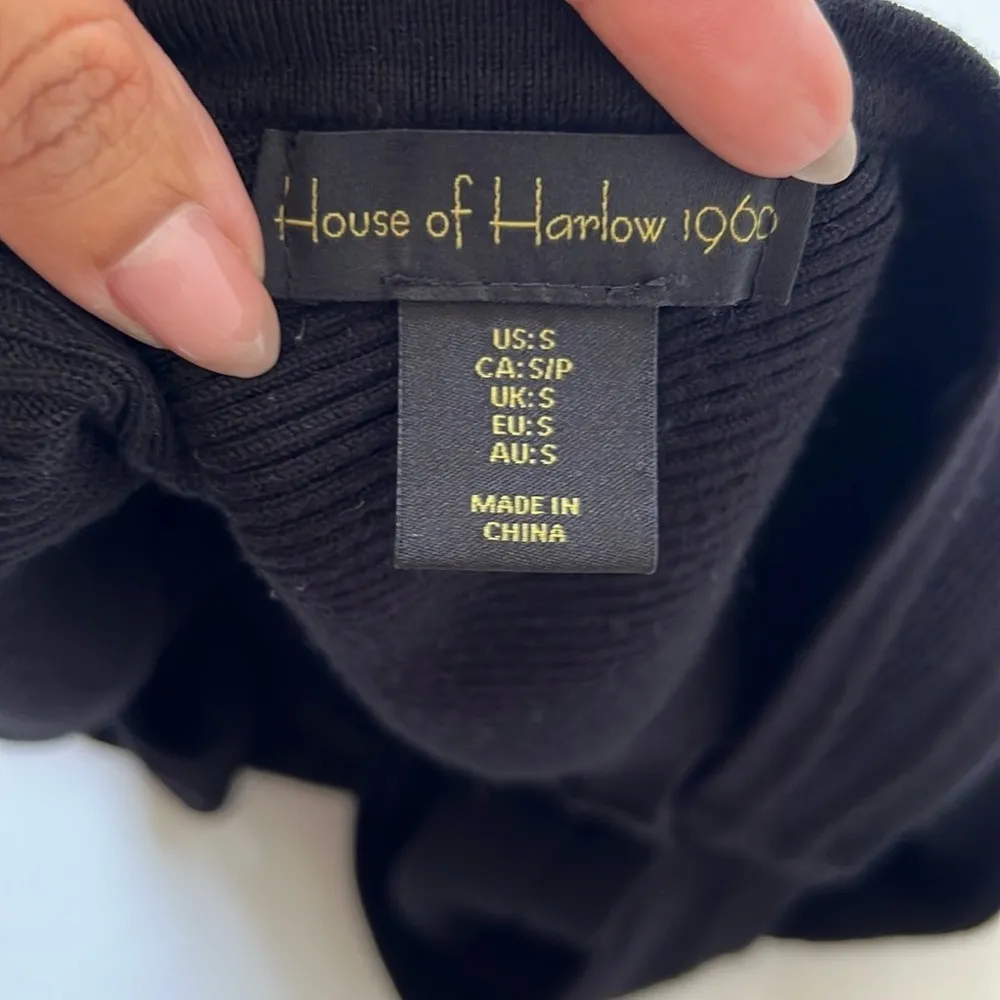 House of Harlow 1960
US: S
CA: S/P
UK: S
EU: S
AU: S
MADE IN
CHINA